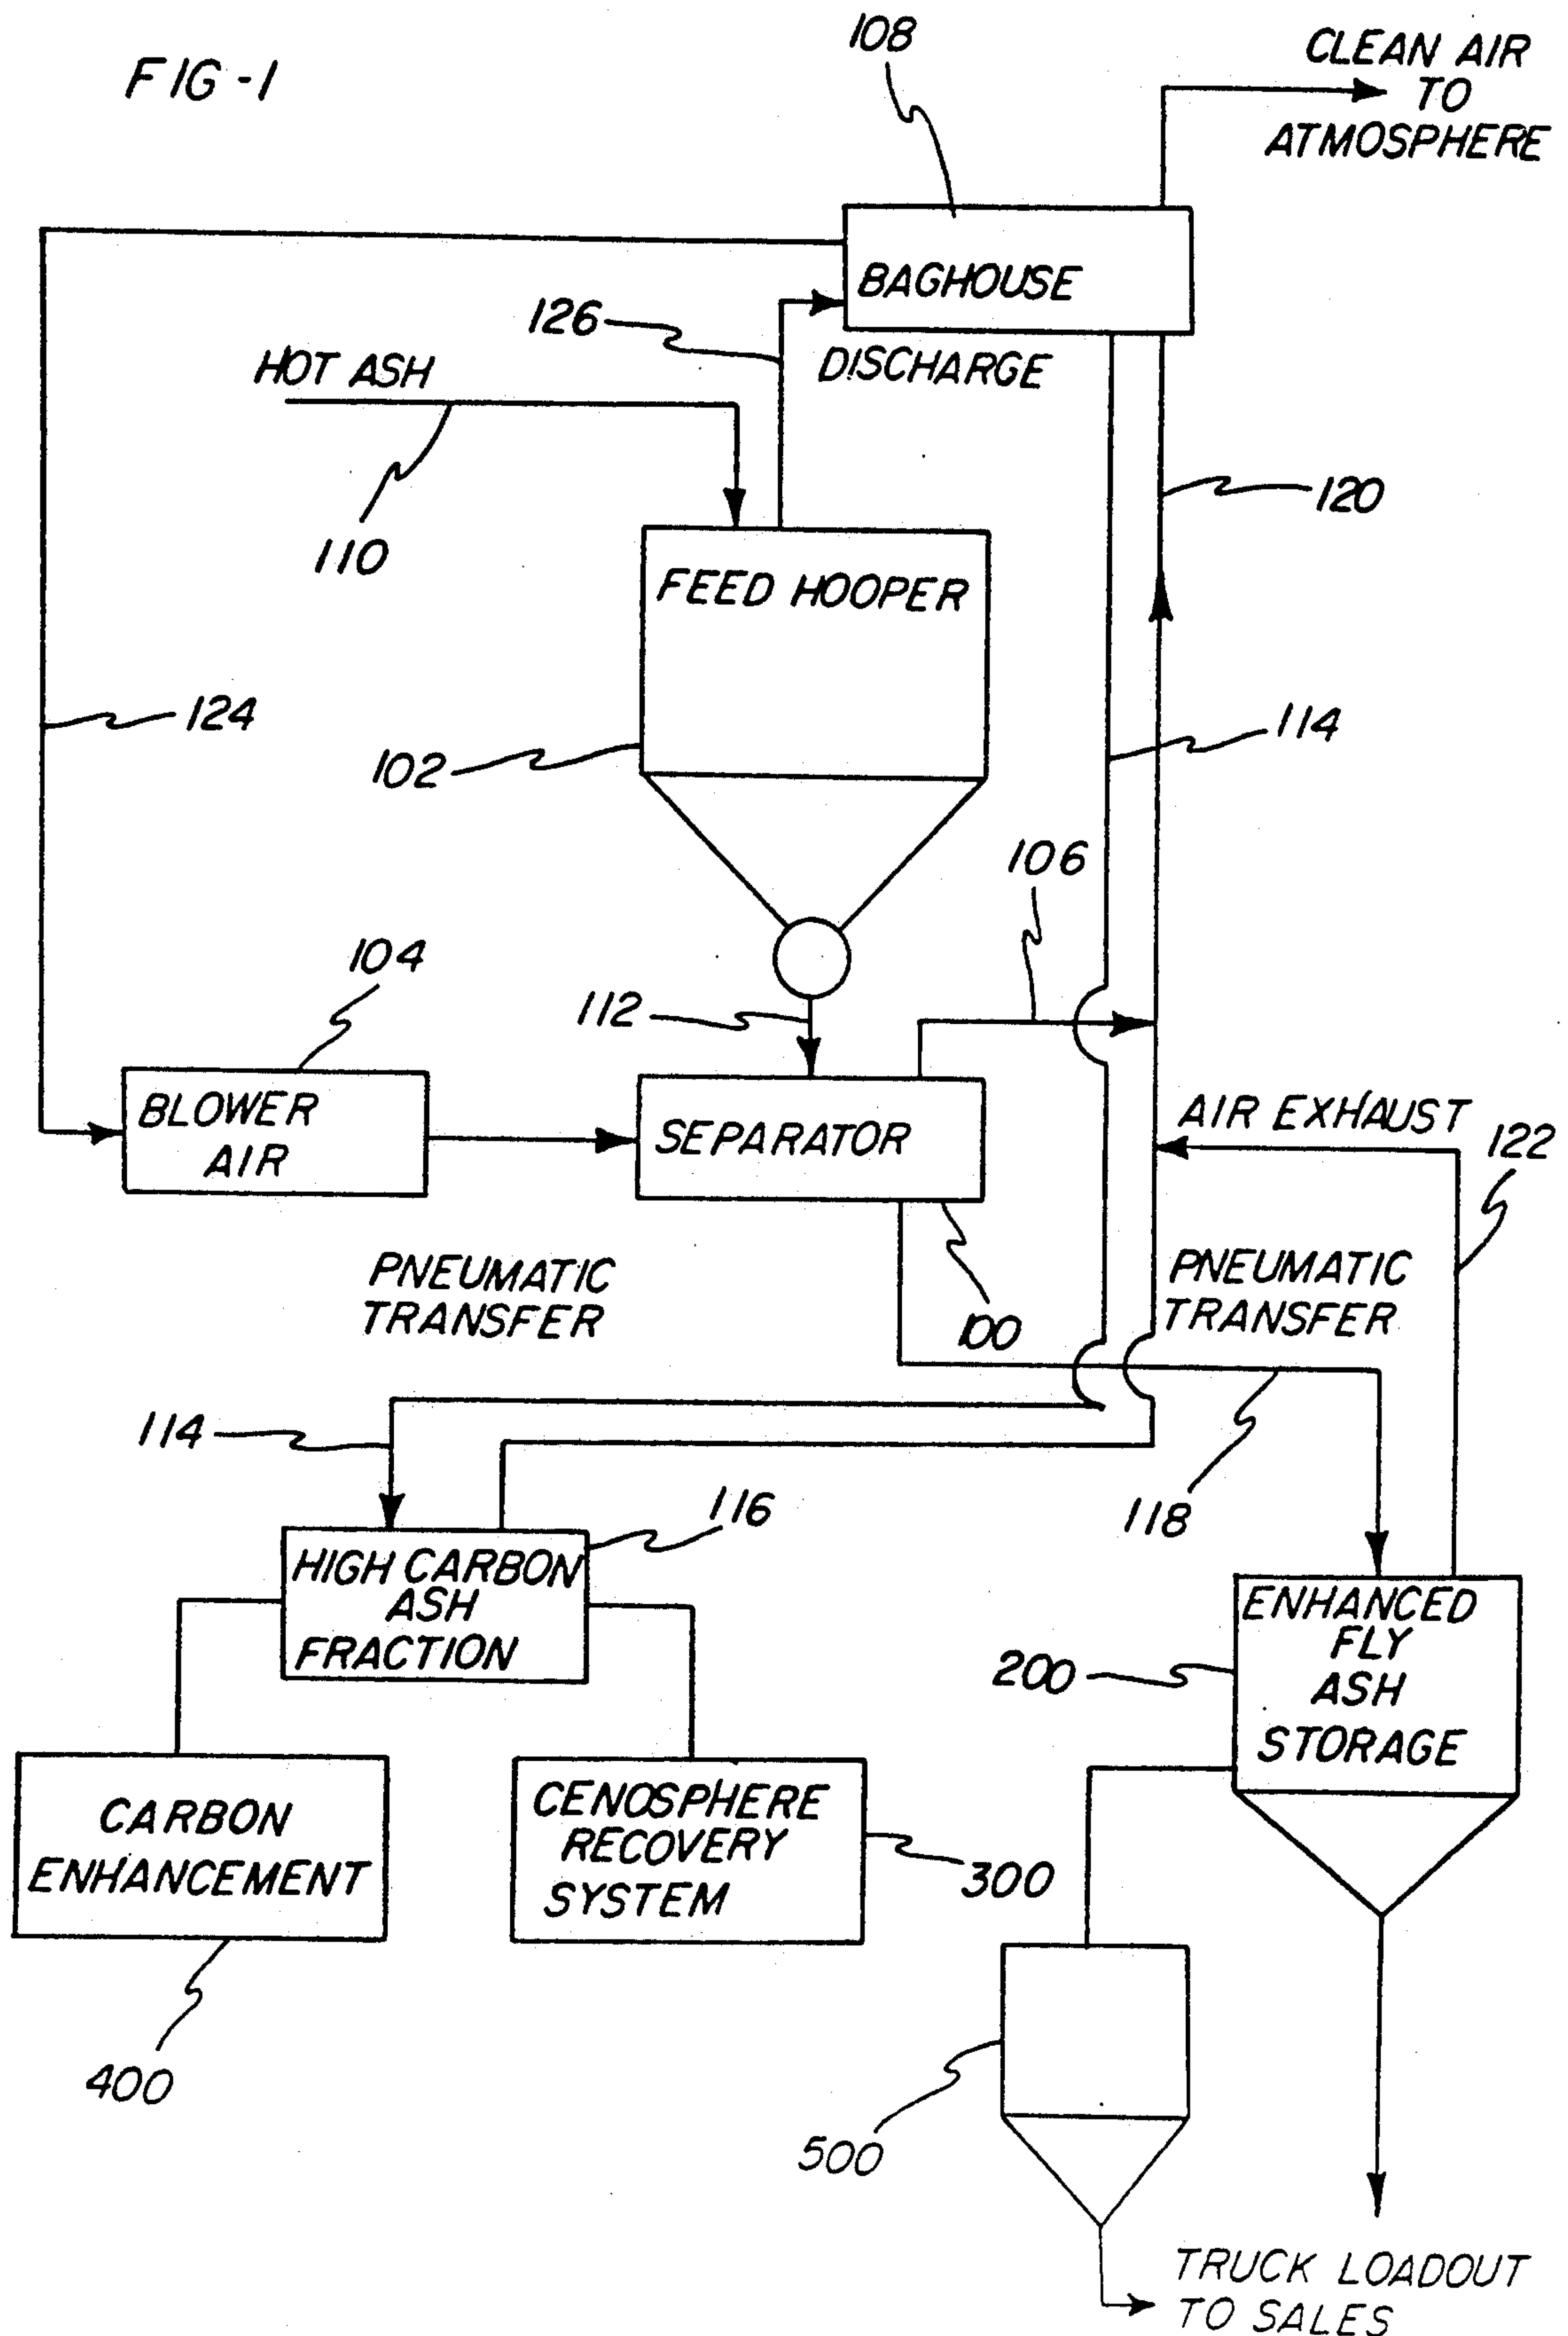 FIG-1
108
CLEAN AIR
TO
ATMOSPHERE
BAGHOUSE
126
DISCHARGE
HOT ASH
110
120
FEED HOOPER
124
114
102
106
104
112
BLOWER
AIR
SEPARATOR
AIR EXHAUST
122
PNEUMATIC
TRANSFER
100
PNEUMATIC
TRANSFER
114
116
118
HIGH CARBON
ASH
FRACTION
ENHANCED
FLY
ASH
STORAGE
200
CARBON
ENHANCEMENT
CENOSPHERE
RECOVERY
SYSTEM
300
400
500
TRUCK LOADOUT
TO SALES